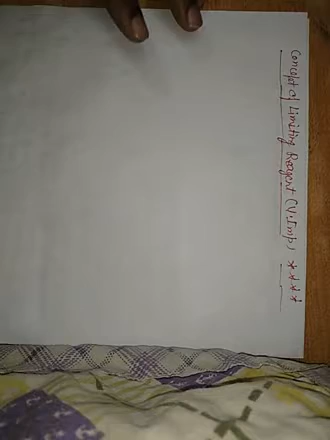 Concept of Limiting Reagent (V.Imp) ****